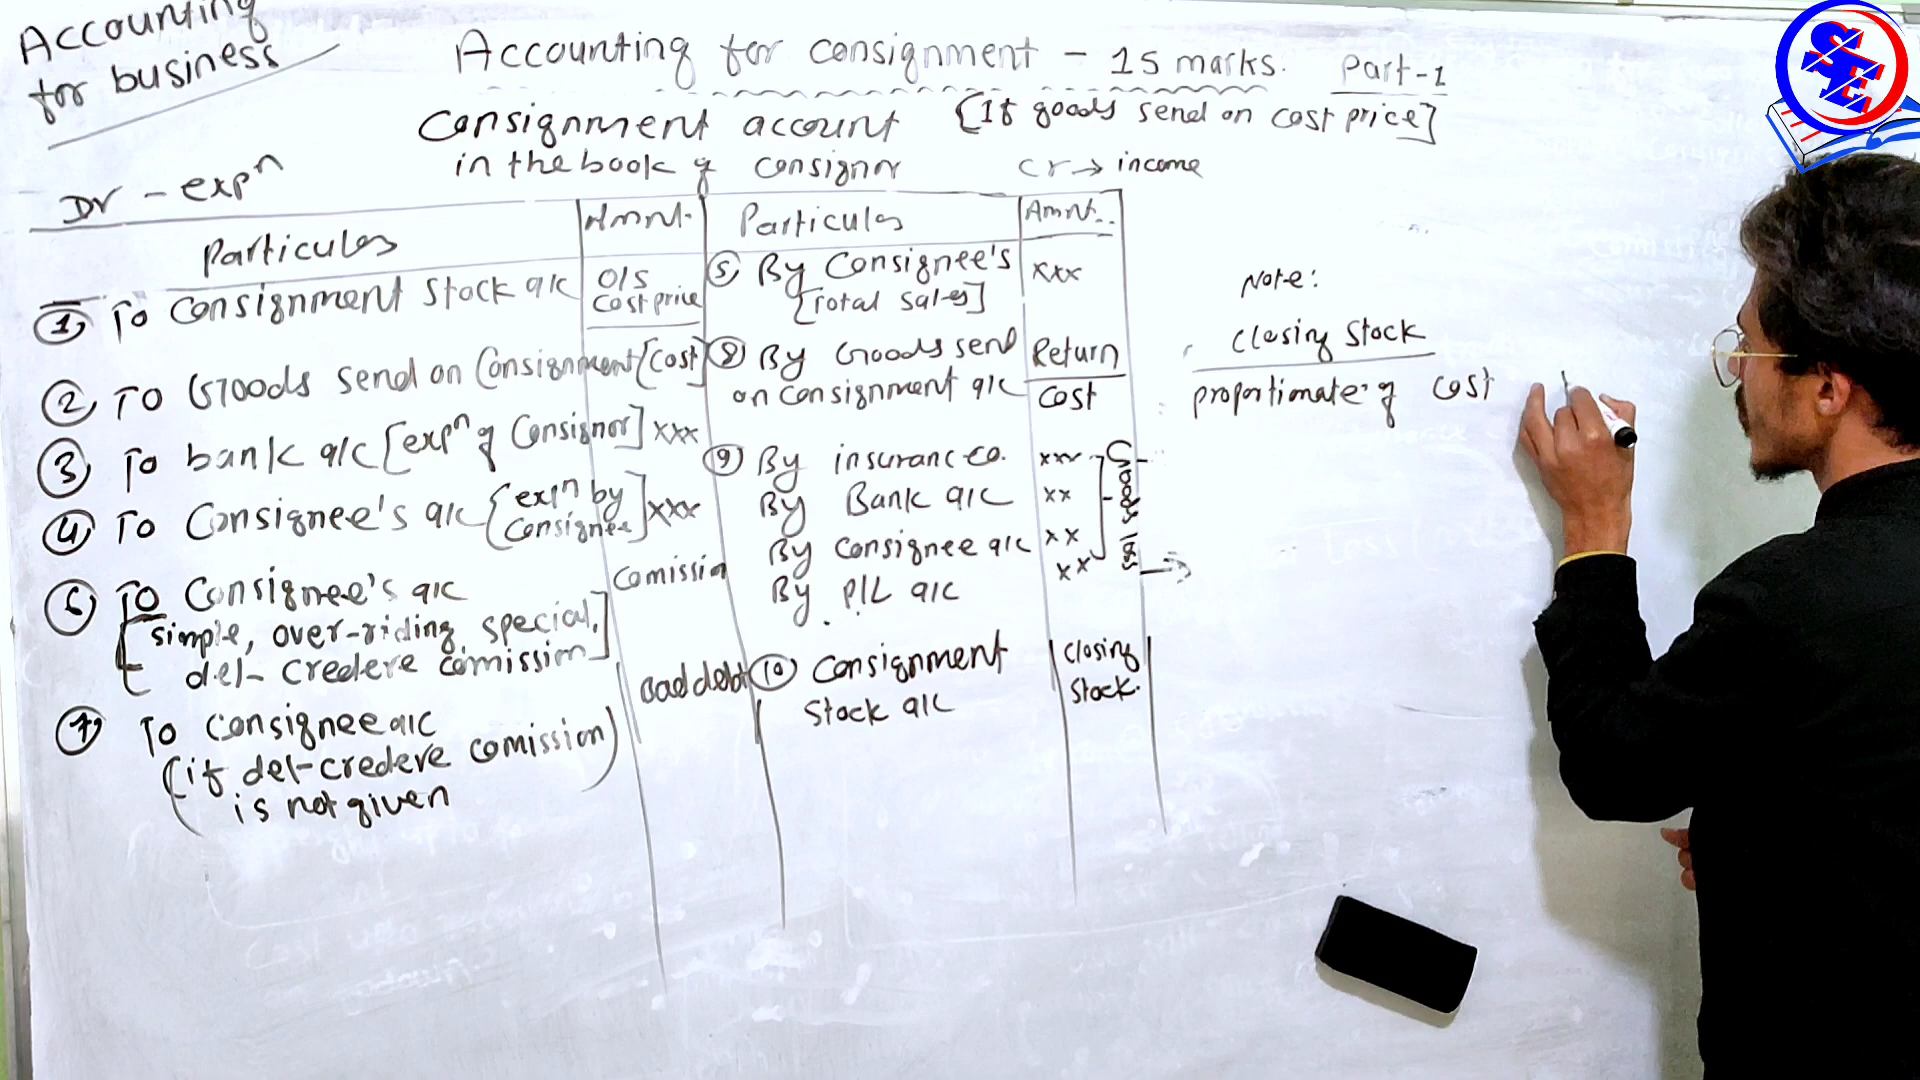 Accounting
for business
Accounting for consignment - 15 marks. Part-1
Consignment account [If goods send on cost price]
in the book of consignor cr → income
Dr - expⁿ
Particules Amnt. Particules Amnt..
① To Consignment Stock a/c O/S
Cost price
② To Goods send on Consignment [Cost]
③ To bank a/c [expⁿ of Consignor] xxx
④ To Consignee's a/c [expⁿ by
Consignee] xxx
⑥ To Consignee's a/c Comission
[simple, over-riding, special,
del-credere comission]
⑦ To Consignee a/c Bad debt
(if del-credere comission)
is not given
⑤ By Consignee's xxx
[Total sales]
⑧ By Goods send Return
on consignment a/c Cost
⑨ By insuranc co. xxx
By Bank a/c xx
By Consignee a/c xx
By P/L a/c xx
Goods loss
⑩ Consignment Closing
Stock a/c Stock.
Note:
Closing Stock
proportimate of Cost
SEC